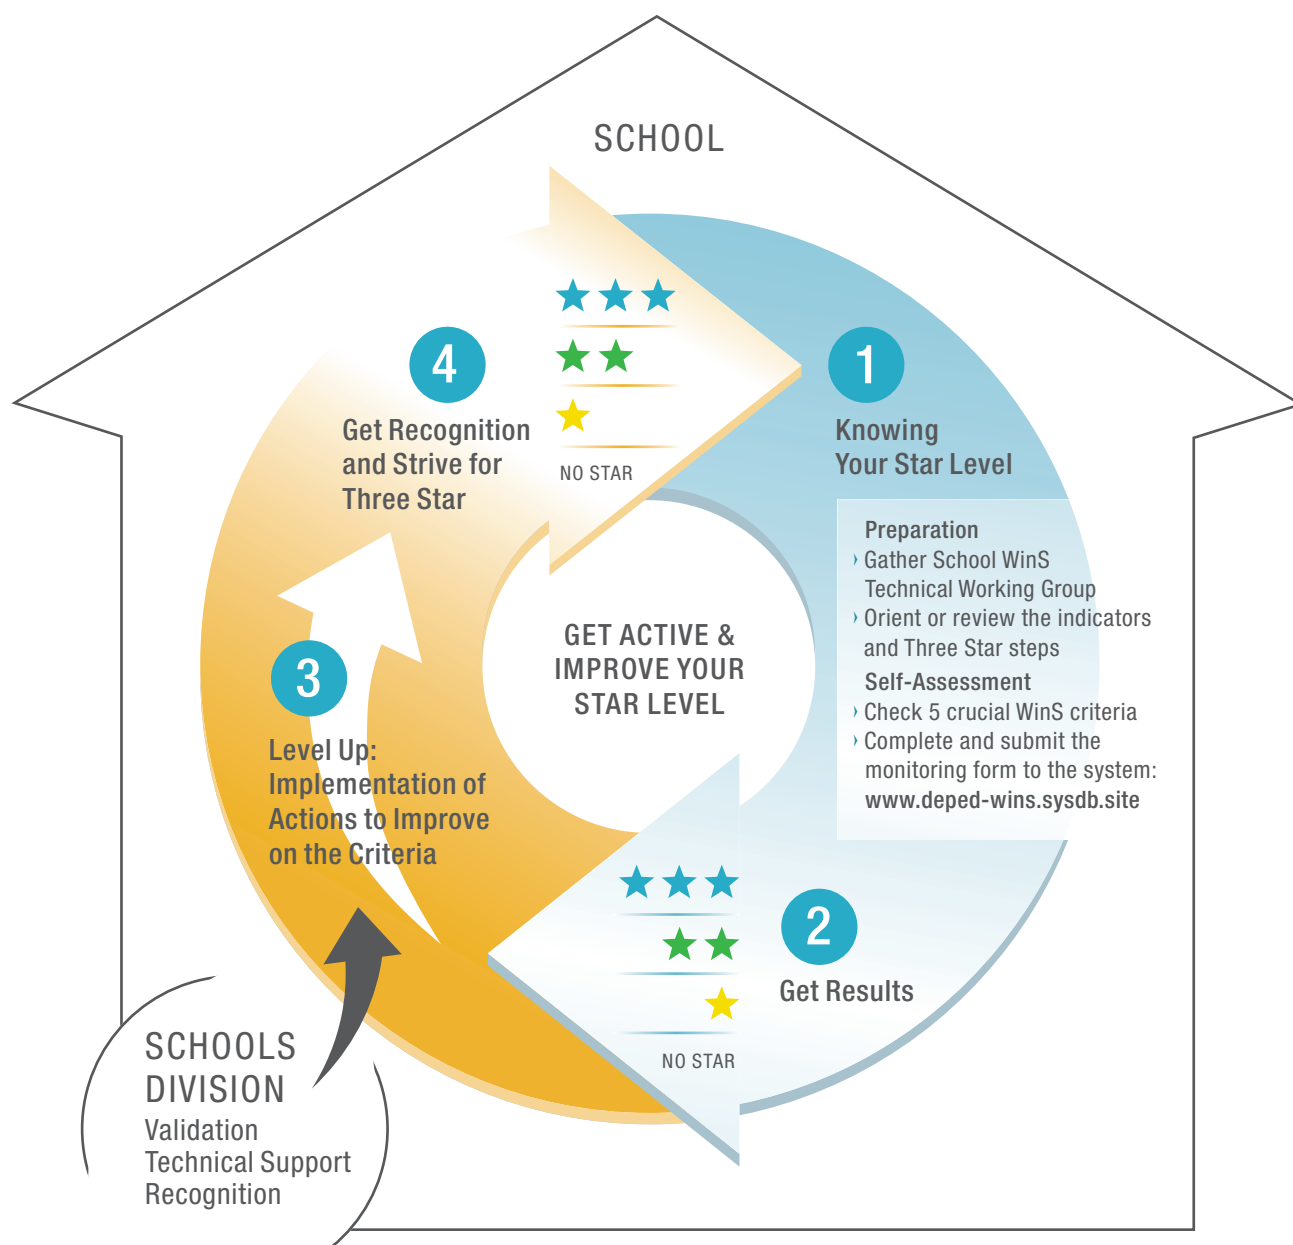 SCHOOL
1
Knowing
Your Star Level
Preparation
› Gather School WinS
Technical Working Group
› Orient or review the indicators
and Three Star steps
Self-Assessment
› Check 5 crucial WinS criteria
› Complete and submit the
monitoring form to the system:
www.deped-wins.sysdb.site
2
Get Results
NO STAR
3
Level Up:
Implementation of
Actions to Improve
on the Criteria
4
Get Recognition
and Strive for
Three Star
NO STAR
GET ACTIVE &
IMPROVE YOUR
STAR LEVEL
SCHOOLS
DIVISION
Validation
Technical Support
Recognition